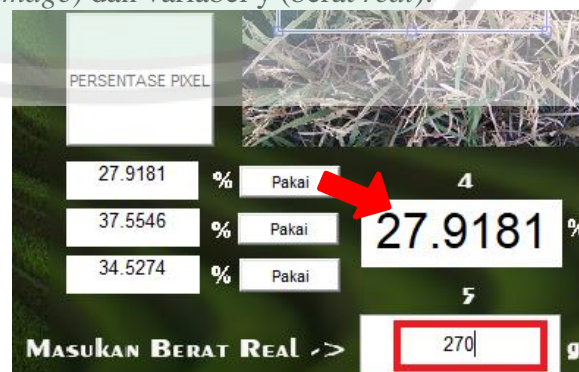 mage) dan variabel y (berat real).
PERSENTASE PIXEL
27.9181 % Pakai
37.5546 % Pakai
34.5274 % Pakai
4
27.9181 %
5
Masukan Berat Real -> 270 g